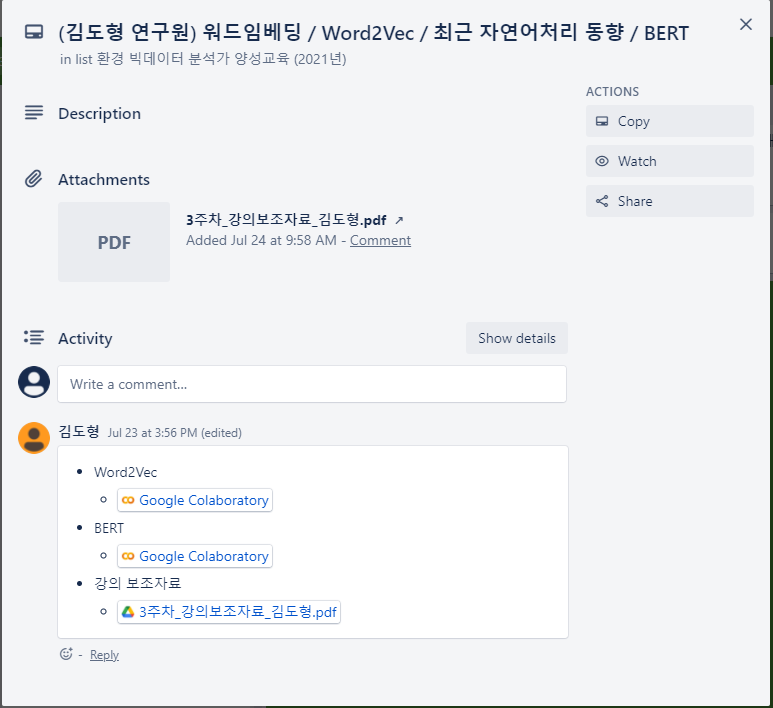 (김도형 연구원) 워드임베딩 / Word2Vec / 최근 자연어처리 동향 / BERT
in list 환경 빅데이터 분석가 양성교육 (2021년)
Description
Attachments
PDF
3주차_강의보조자료_김도형.pdf ↗
Added Jul 24 at 9:58 AM - Comment
Activity
Show details
Write a comment...
김도형 Jul 23 at 3:56 PM (edited)
• Word2Vec
◦ Google Colaboratory
• BERT
◦ Google Colaboratory
• 강의 보조자료
◦ 3주차_강의보조자료_김도형.pdf
- Reply
ACTIONS
Copy
Watch
Share